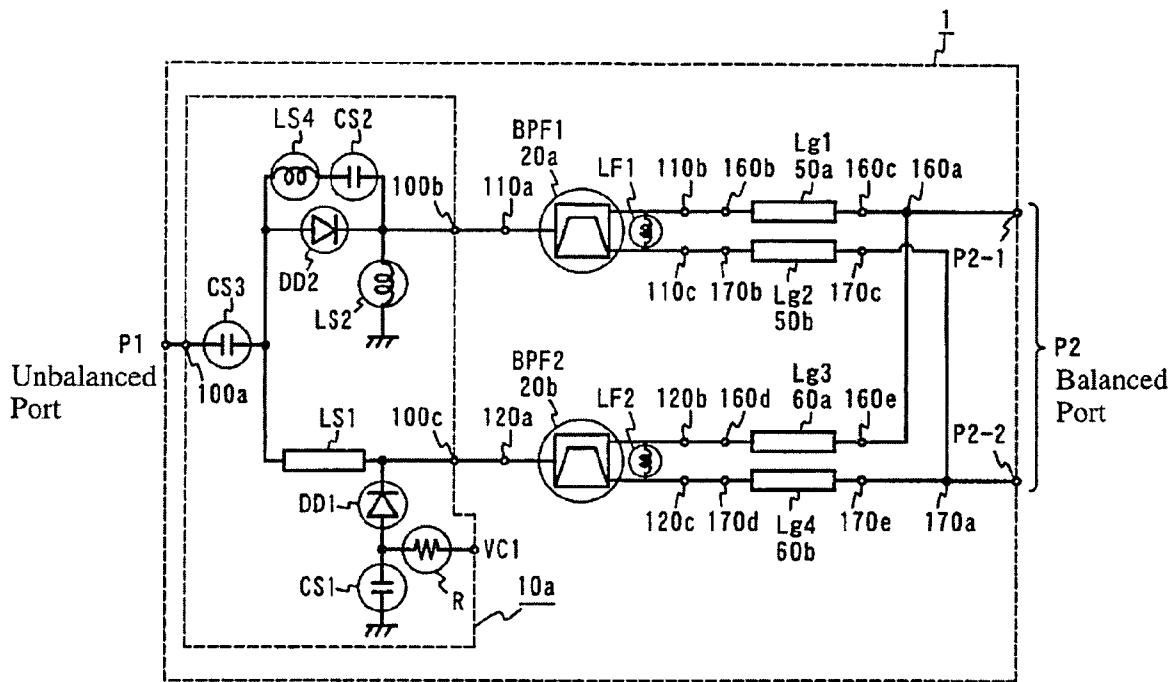 1
LS4 CS2
BPF1
20a
LF1
110b 160b
Lg1
50a
160c 160a
100b 110a
DD2
LS2
CS3
110c 170b
Lg2
50b
170c
P2-1
P1
Unbalanced
Port
100a
P2
Balanced
Port
BPF2
20b
LF2
120b 160d
Lg3
60a
160e
LS1
100c 120a
P2-2
DD1
VC1
CS1
R
10a
120c 170d
Lg4
60b
170e 170a